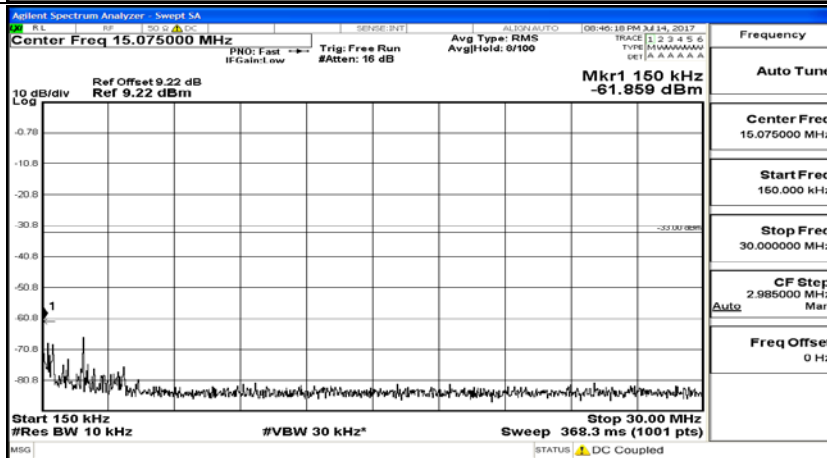 Agilent Spectrum Analyzer - Swept SA
RL RF 50 Ω DC SENSE:INT ALIGNAUTO 08:46:18 PM Jul 14, 2017
Center Freq 15.075000 MHz
PNO: Fast Trig: Free Run Avg Type: RMS TRACE 1 2 3 4 5 6
IFGain:Low #Atten: 16 dB Avg|Hold: 8/100 TYPE M
DET A A A A A A
Frequency
Auto Tune
Ref Offset 9.22 dB Mkr1 150 kHz
10 dB/div Ref 9.22 dBm -61.859 dBm
Log
-0.78
-10.8
-20.8
-30.8
-33.00 dBm
-40.8
-50.8
-60.8
-70.8
-80.8
1
Center Freq
15.075000 MHz
Start Freq
150.000 kHz
Stop Freq
30.000000 MHz
CF Step
2.985000 MHz
Auto Man
Freq Offset
0 Hz
Start 150 kHz Stop 30.00 MHz
#Res BW 10 kHz #VBW 30 kHz* Sweep 368.3 ms (1001 pts)
MSG STATUS DC Coupled